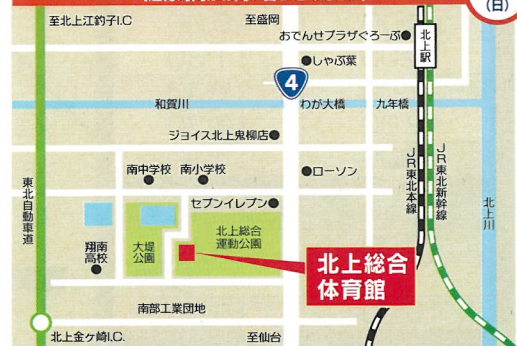 (日)
至北上江釣子I.C
至盛岡
おでんせプラザぐろーぶ
北上駅
しゃぶ葉
4
和賀川
わが大橋
九年橋
ジョイス北上鬼柳店
南中学校
南小学校
ローソン
JR東北本線
JR東北新幹線
東北自動車道
セブンイレブン
北上川
翔南
高校
大堤
公園
北上総合
運動公園
北上総合
体育館
南部工業団地
北上金ヶ崎I.C.
至仙台